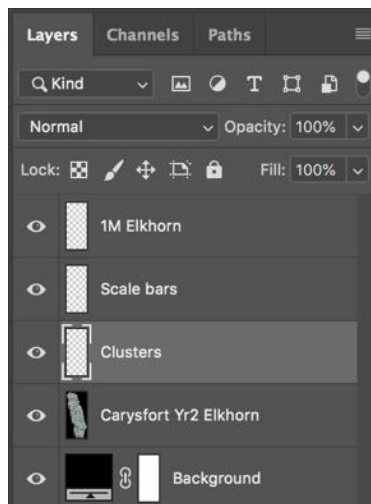 Layers Channels Paths
Kind T
Normal Opacity: 100%
Lock: Fill: 100%
1M Elkhorn
Scale bars
Clusters
Carysfort Yr2 Elkhorn
Background